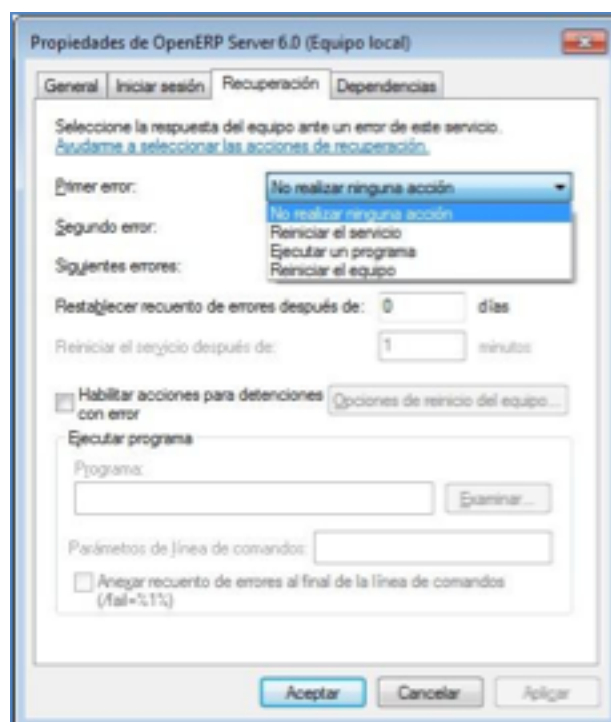 Propiedades de OpenERP Server 6.0 (Equipo local)
General Iniciar sesión Recuperación Dependencias
Seleccione la respuesta del equipo ante un error de este servicio.
Ayudarme a seleccionar las acciones de recuperación.
Primer error: No realizar ninguna acción
No realizar ninguna acción
Segundo error: Reiniciar el servicio
Ejecutar un programa
Siguientes errores: Reiniciar el equipo
Restablecer recuento de errores después de: 0 días
Reiniciar el servicio después de: 1 minutos
Habilitar acciones para detenciones con error Opciones de reinicio del equipo...
Ejecutar programa
Programa:
Examinar...
Parámetros de línea de comandos:
Anexar recuento de errores al final de la línea de comandos
(/fail=%1%)
Aceptar Cancelar Aplicar